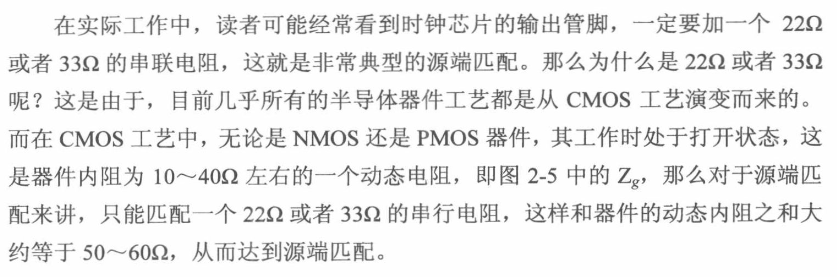 在实际工作中，读者可能经常看到时钟芯片的输出管脚，一定要加一个 22Ω
或者 33Ω 的串联电阻，这就是非常典型的源端匹配。那么为什么是 22Ω 或者 33Ω
呢？这是由于，目前几乎所有的半导体器件工艺都是从 CMOS 工艺演变而来的。
而在 CMOS 工艺中，无论是 NMOS 还是 PMOS 器件，其工作时处于打开状态，这
是器件内阻为 10～40Ω 左右的一个动态电阻，即图 2-5 中的 Zg，那么对于源端匹
配来讲，只能匹配一个 22Ω 或者 33Ω 的串行电阻，这样和器件的动态内阻之和大
约等于 50～60Ω，从而达到源端匹配。